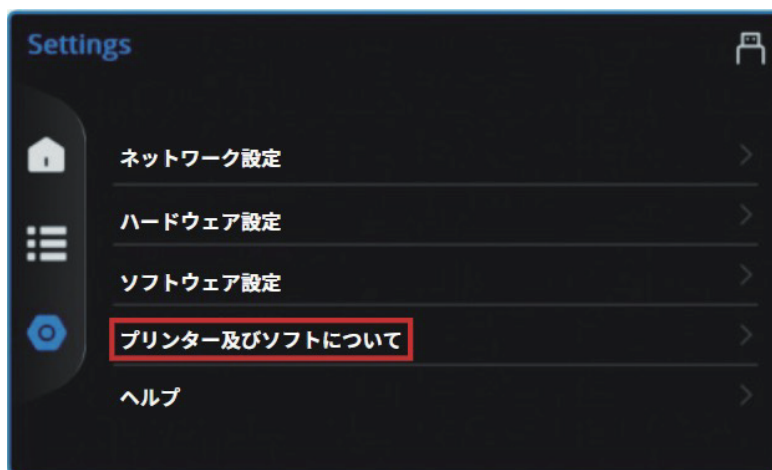 Settings
ネットワーク設定
ハードウェア設定
ソフトウェア設定
プリンター及びソフトについて
ヘルプ